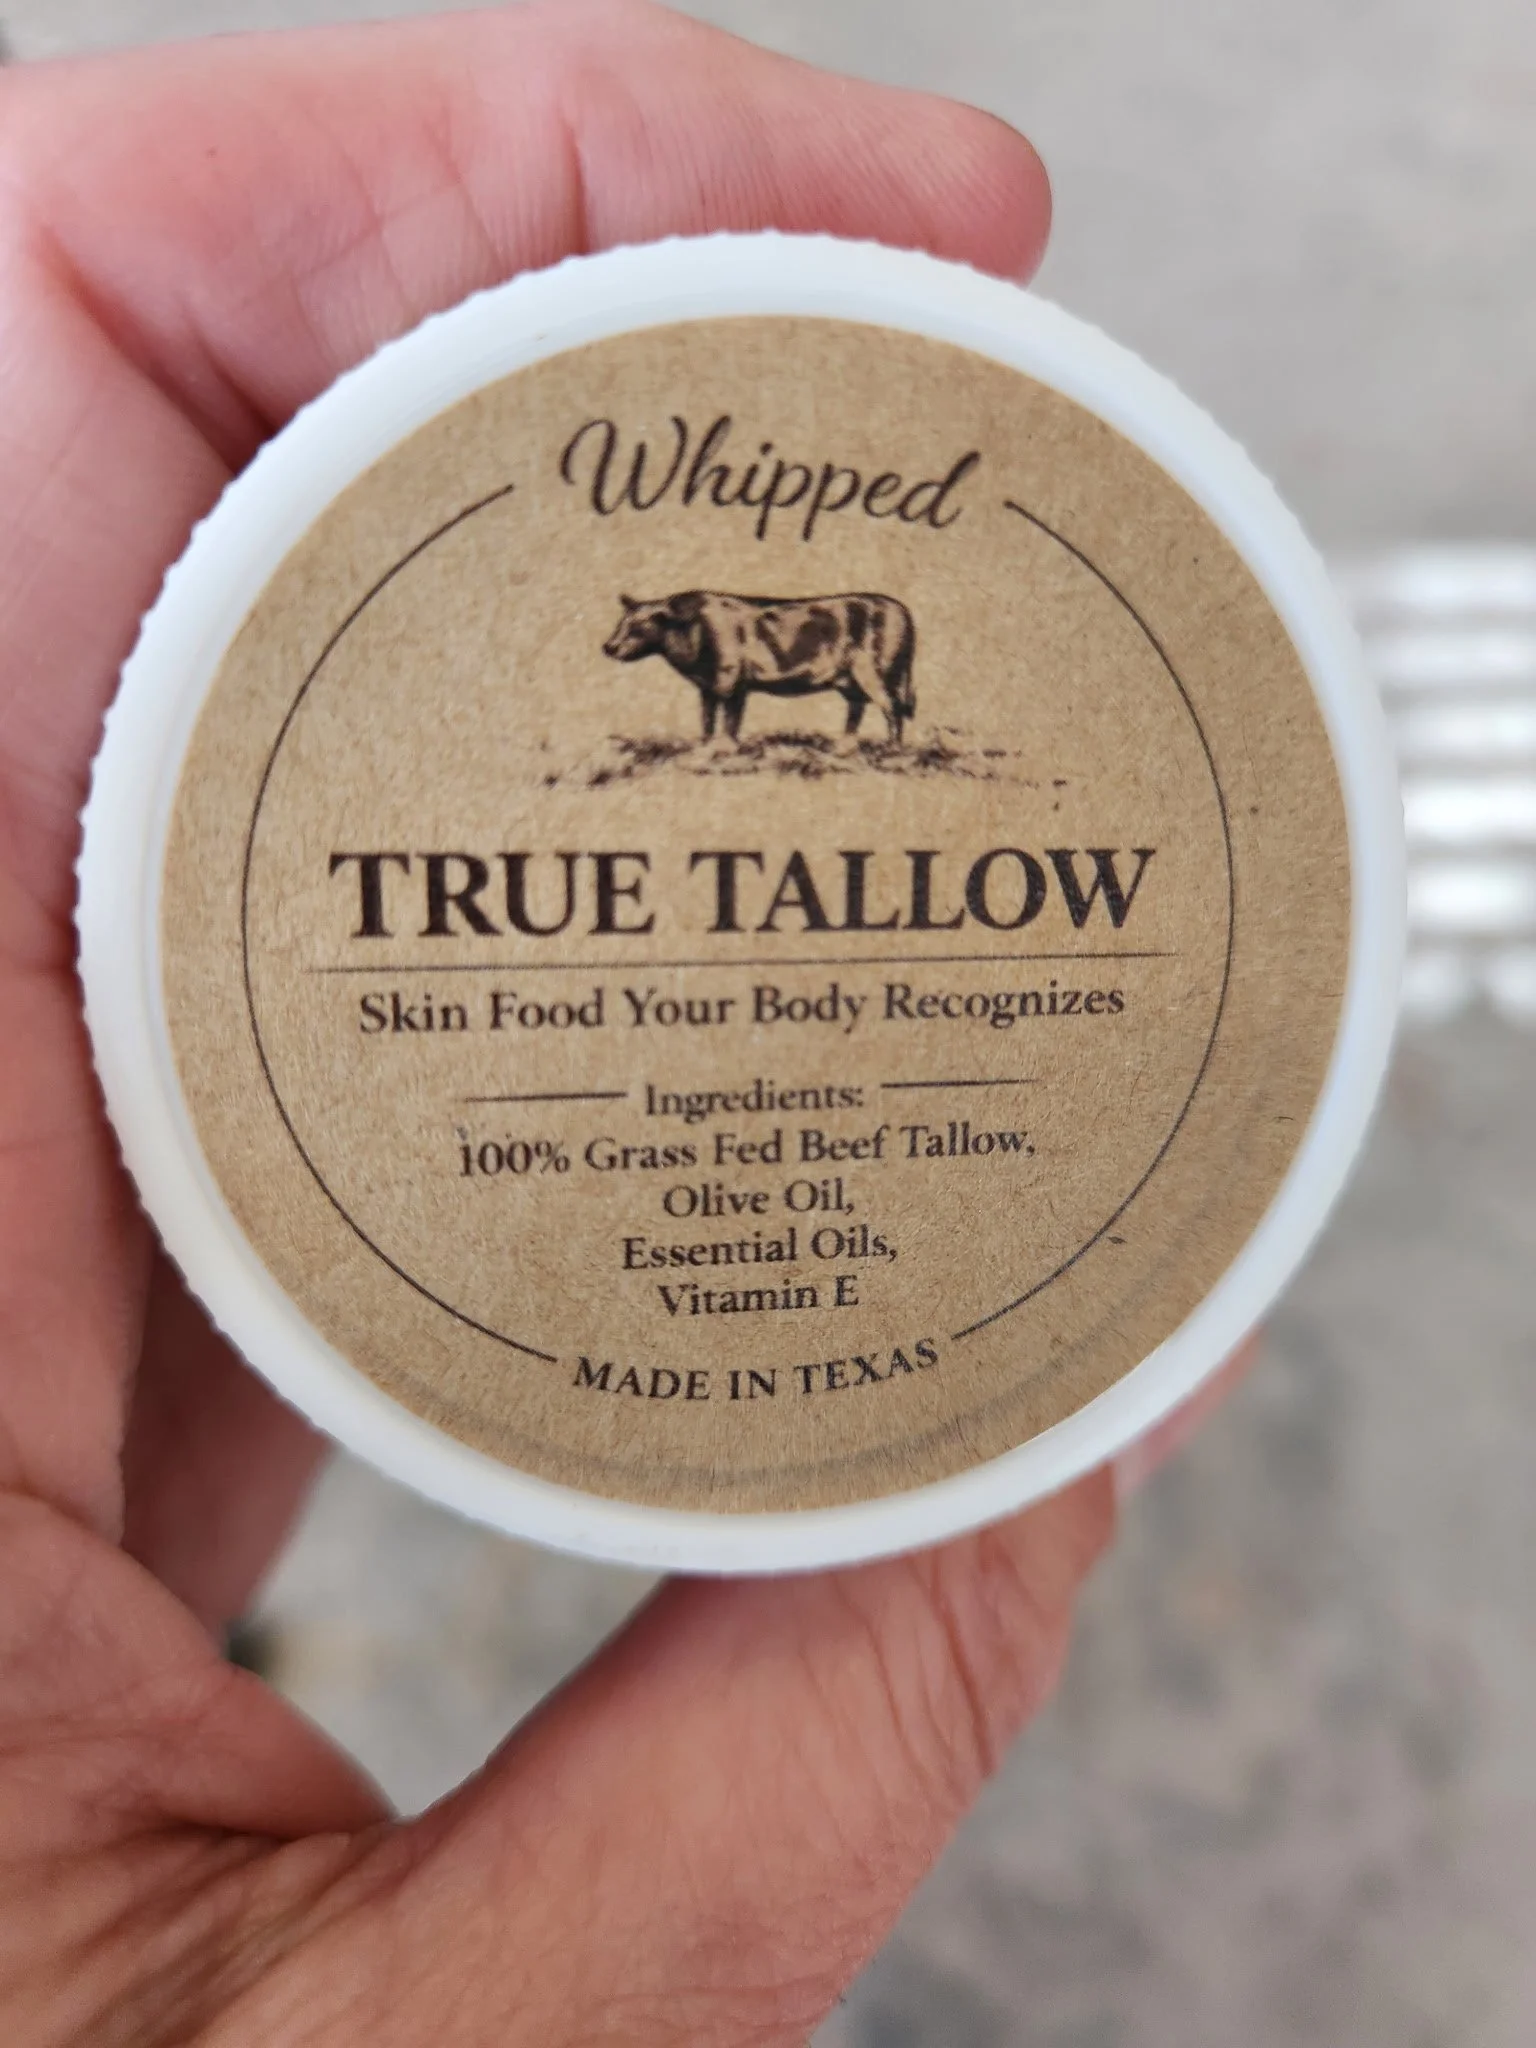 Whipped
TRUE TALLOW
Skin Food Your Body Recognizes
Ingredients:
100% Grass Fed Beef Tallow,
Olive Oil,
Essential Oils,
Vitamin E
MADE IN TEXAS